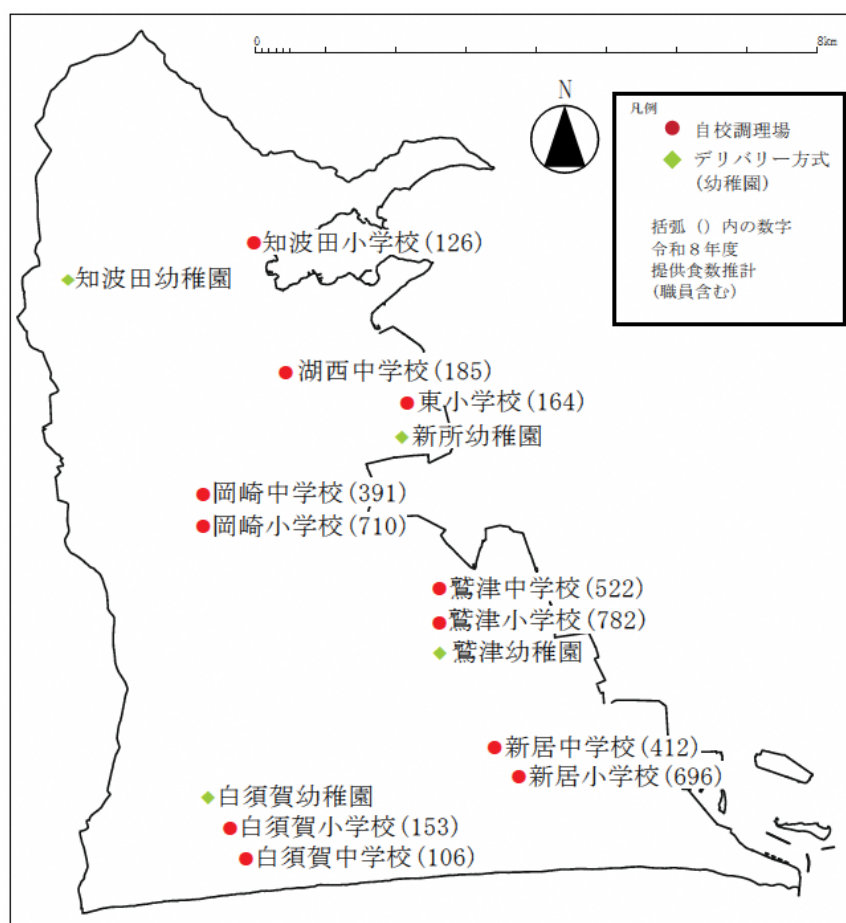 0
8km
N
凡例
自校調理場
デリバリー方式
(幼稚園)
括弧()内の数字
令和8年度
提供食数推計
(職員含む)
知波田小学校(126)
知波田幼稚園
湖西中学校(185)
東小学校(164)
新所幼稚園
岡崎中学校(391)
岡崎小学校(710)
鷲津中学校(522)
鷲津小学校(782)
鷲津幼稚園
新居中学校(412)
新居小学校(696)
白須賀幼稚園
白須賀小学校(153)
白須賀中学校(106)